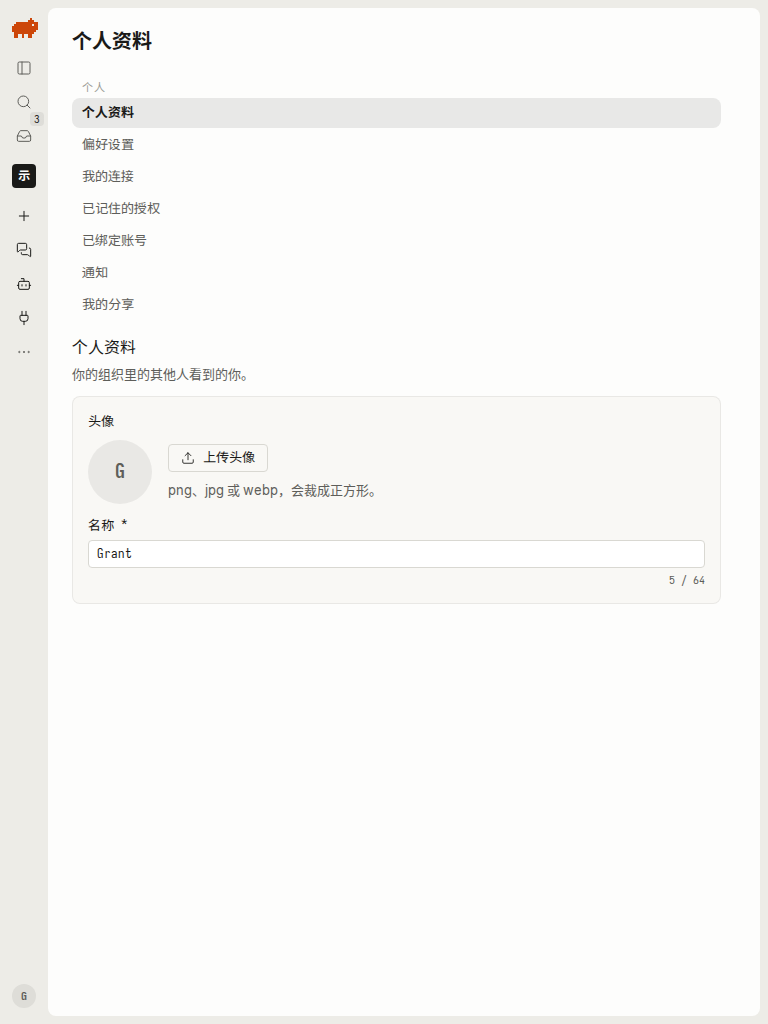 个人资料
个人
个人资料
偏好设置
我的连接
已记住的授权
已绑定账号
通知
我的分享
3
示
个人资料
你的组织里的其他人看到的你。
头像
G
上传头像
png、jpg 或 webp，会裁成正方形。
名称 *
Grant
5 / 64
G